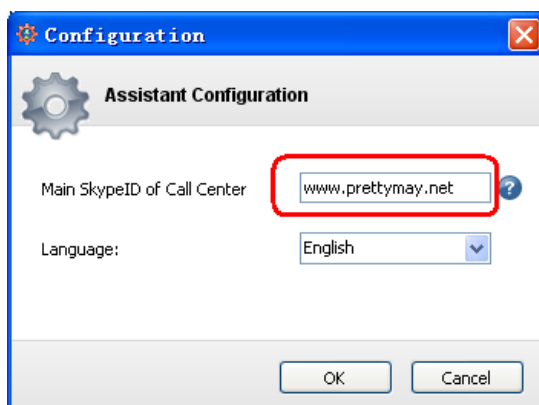 Configuration
Assistant Configuration
Main SkypeID of Call Center www.prettymay.net ?
Language: English
OK Cancel